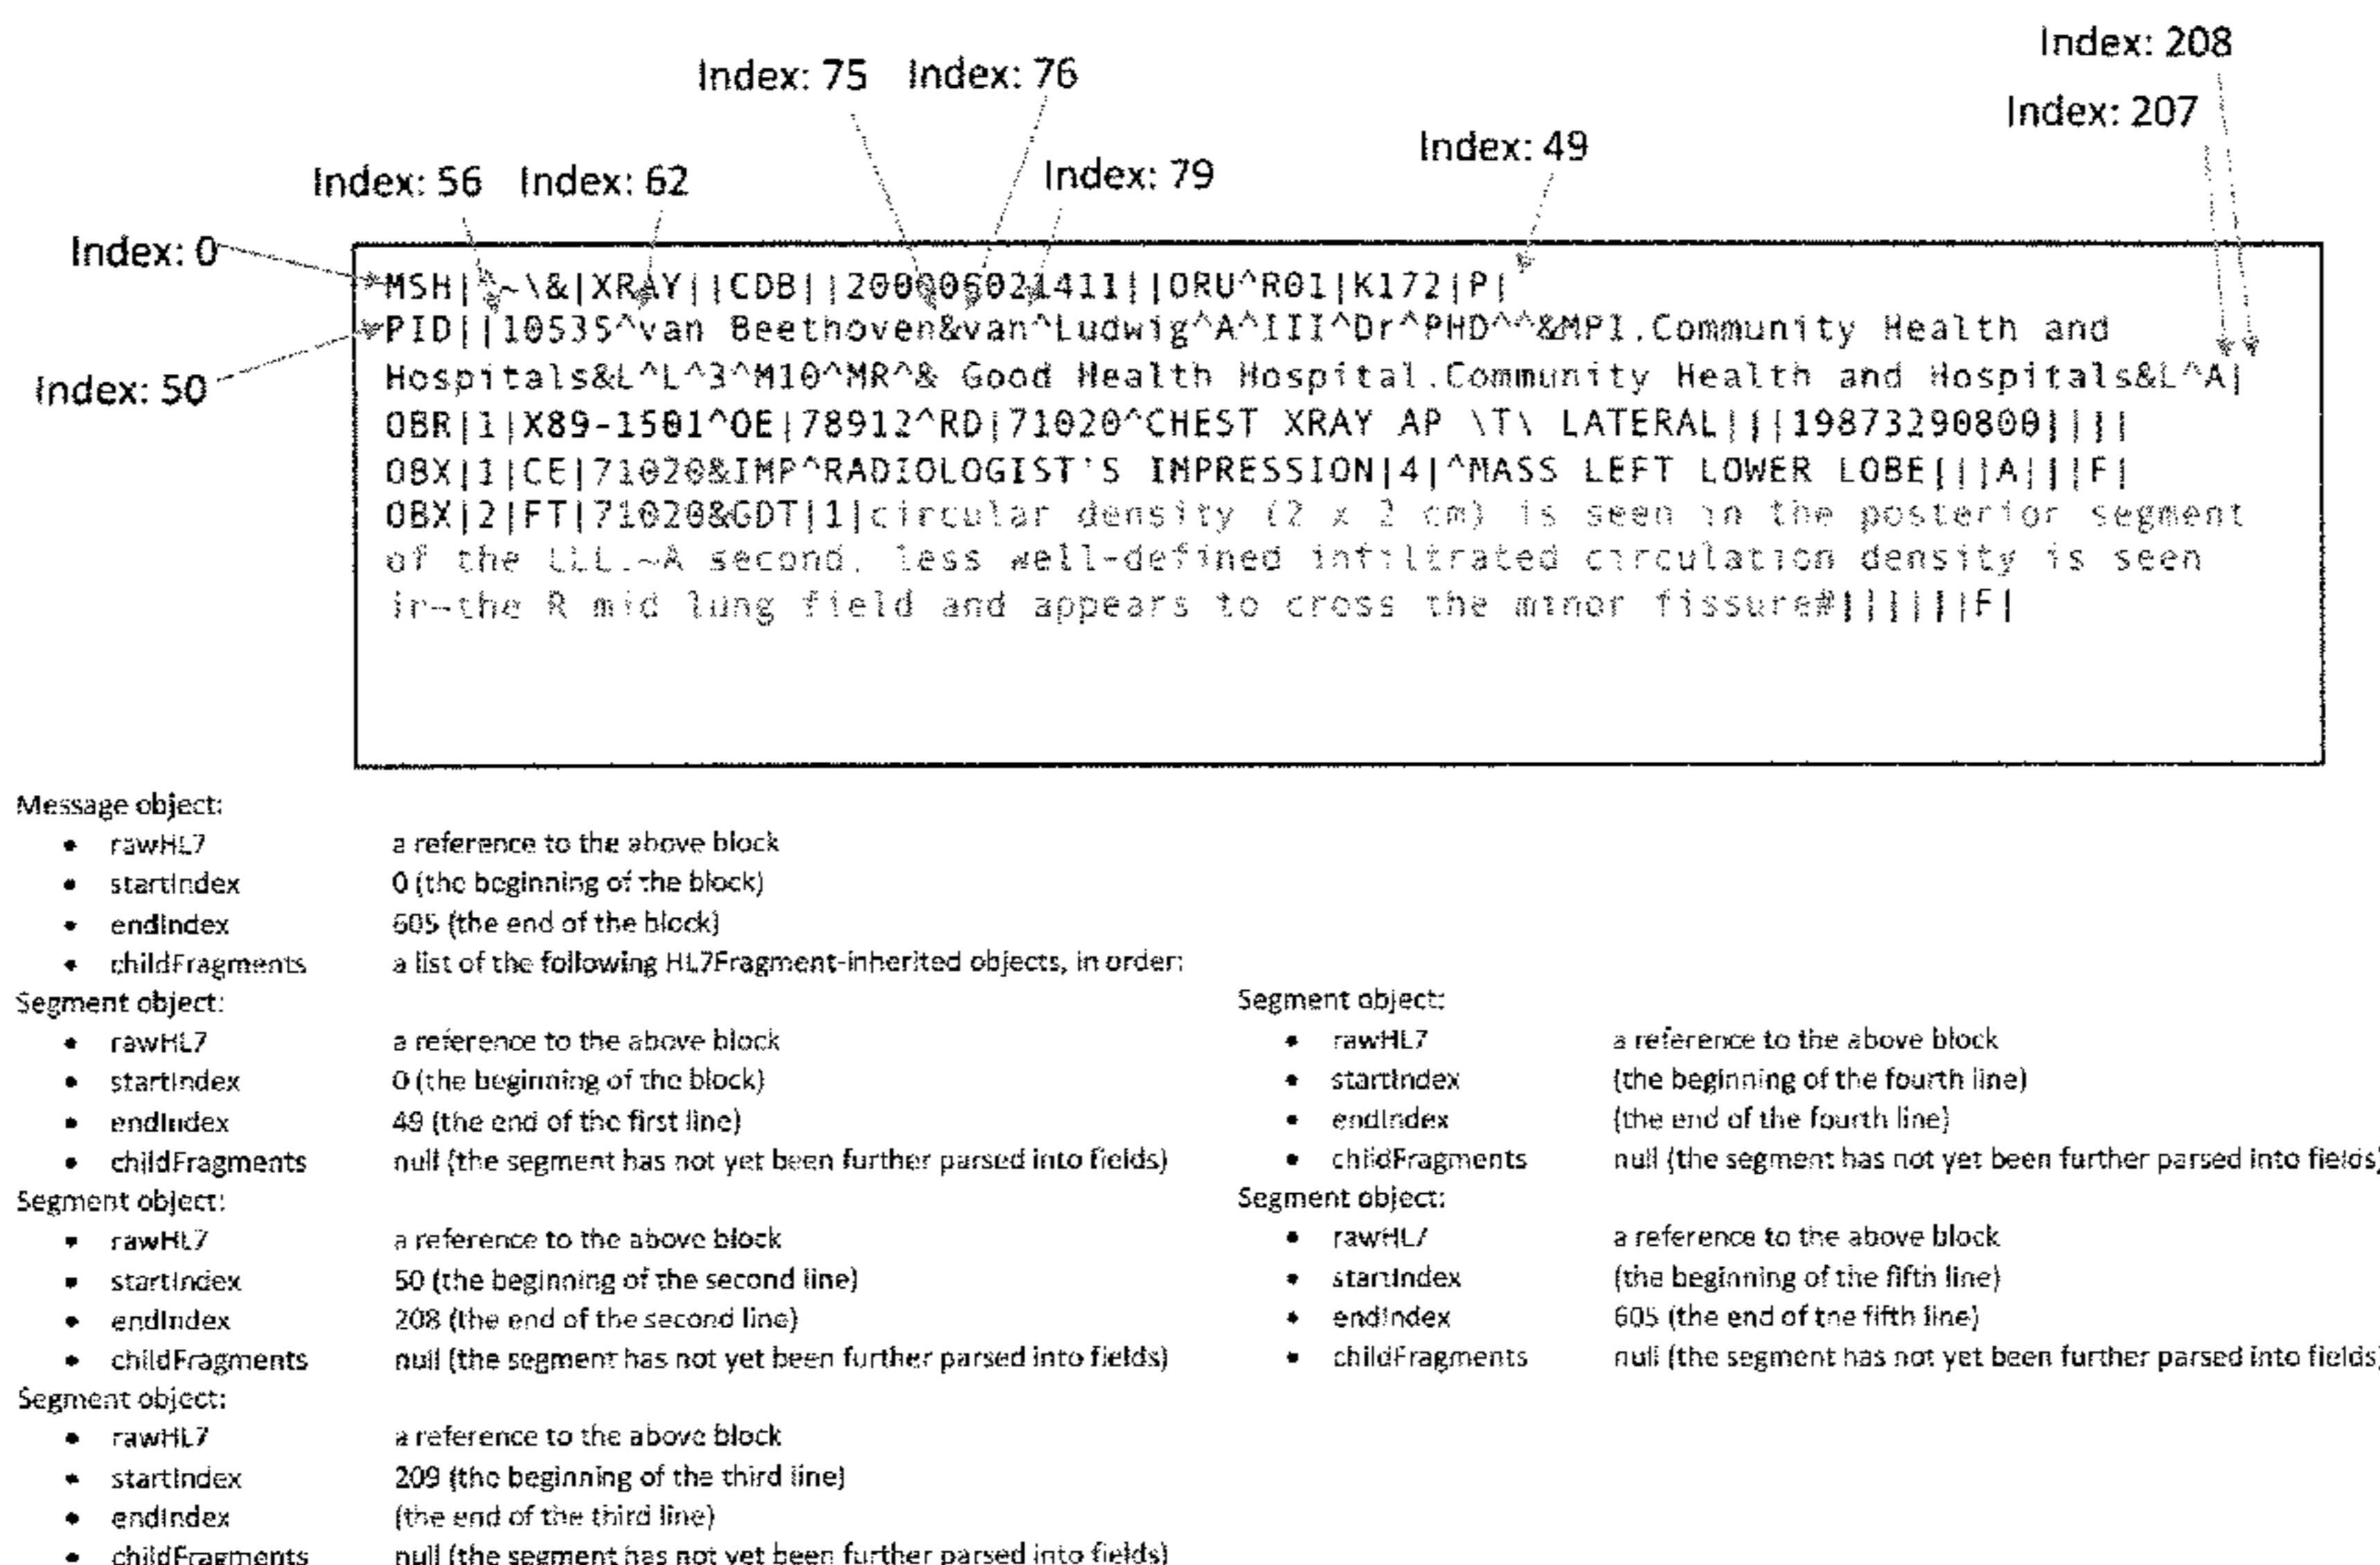 Index: 208
Index: 75 Index: 76
Index: 207
Index: 49
Index: 56 Index: 62
Index: 79
Index: 0
MSH|^~\&|XRAY||CDB||200006021411||ORU^R01|K172|P|
PID||10535^van Beethoven&van^Ludwig^A^III^Dr^PHD^^&MPI.Community Health and
Index: 50
Hospitals&L^L^3^M10^MR^& Good Health Hospital.Community Health and Hospitals&L^A|
OBR|1|X89-1501^OE|78912^RD|71020^CHEST XRAY AP \T\ LATERAL|||19873290800||||
OBX|1|CE|71020&IMP^RADIOLOGIST'S IMPRESSION|4|^MASS LEFT LOWER LOBE|||A|||F|
OBX|2|FT|71020&GDT|1|circular density (2 x 2 cm) is seen in the posterior segment
of the LLL.~A second, less well-defined infiltrated circulation density is seen
in~the R mid lung field and appears to cross the minor fissure#||||||F|
Message object:
• rawHL7 a reference to the above block
• startIndex 0 (the beginning of the block)
• endIndex 605 (the end of the block)
• childFragments a list of the following HL7Fragment-inherited objects, in order:
Segment object:
• rawHL7 a reference to the above block
• startIndex 0 (the beginning of the block)
• endIndex 49 (the end of the first line)
• childFragments null (the segment has not yet been further parsed into fields)
Segment object:
• rawHL7 a reference to the above block
• startIndex 50 (the beginning of the second line)
• endIndex 208 (the end of the second line)
• childFragments null (the segment has not yet been further parsed into fields)
Segment object:
• rawHL7 a reference to the above block
• startIndex 209 (the beginning of the third line)
• endIndex (the end of the third line)
• childFragments null (the segment has not yet been further parsed into fields)
Segment object:
• rawHL7 a reference to the above block
• startIndex (the beginning of the fourth line)
• endIndex (the end of the fourth line)
• childFragments null (the segment has not yet been further parsed into fields)
Segment object:
• rawHL7 a reference to the above block
• startIndex (the beginning of the fifth line)
• endIndex 605 (the end of the fifth line)
• childFragments null (the segment has not yet been further parsed into fields)